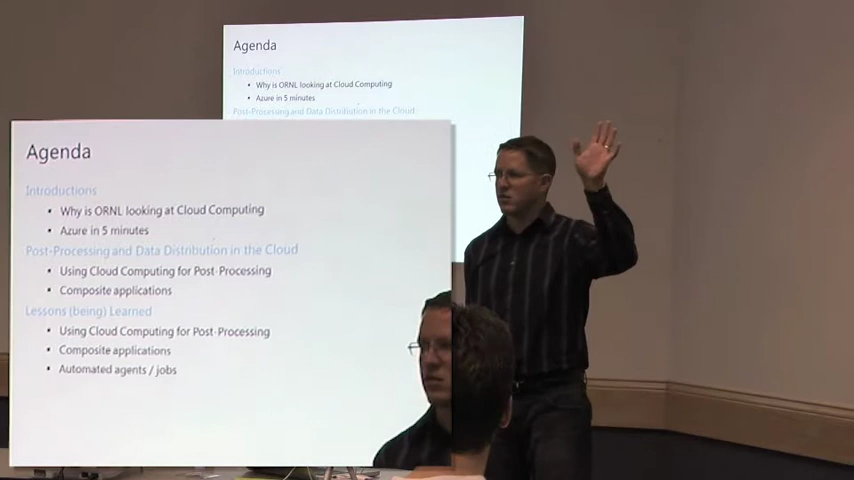 Agenda
Introductions
• Why is ORNL looking at Cloud Computing
• Azure in 5 minutes
Post-Processing and Data Distribution in the Cloud
Agenda
Introductions
• Why is ORNL looking at Cloud Computing
• Azure in 5 minutes
Post-Processing and Data Distribution in the Cloud
• Using Cloud Computing for Post-Processing
• Composite applications
Lessons (being) Learned
• Using Cloud Computing for Post-Processing
• Composite applications
• Automated agents / jobs